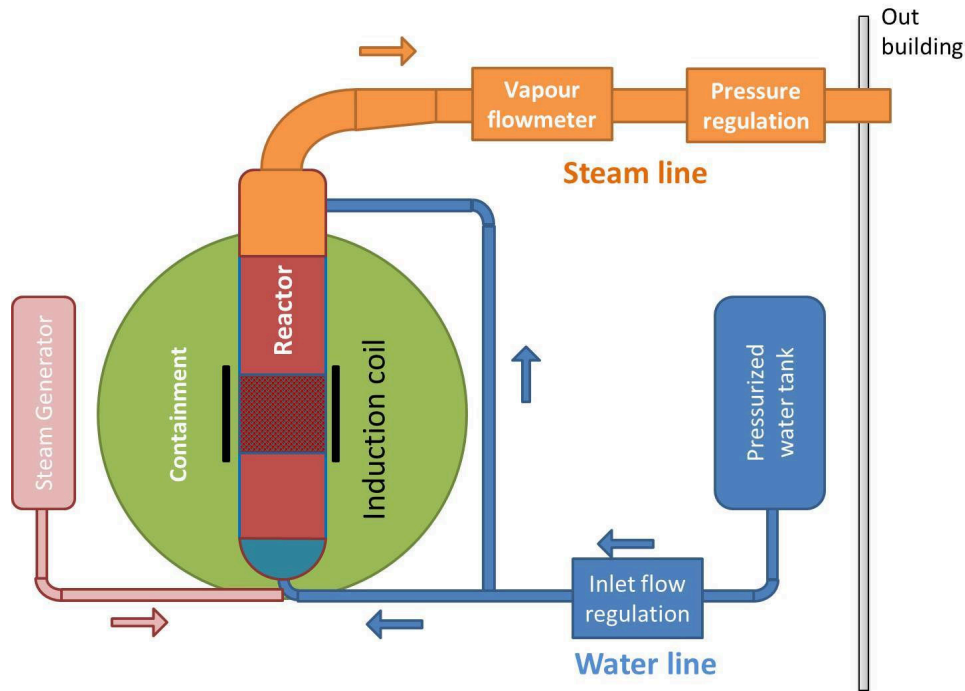 Out
building
Vapour
flowmeter
Pressure
regulation
Steam line
Reactor
Steam Generator
Containment
Induction coil
Pressurized
water tank
Inlet flow
regulation
Water line